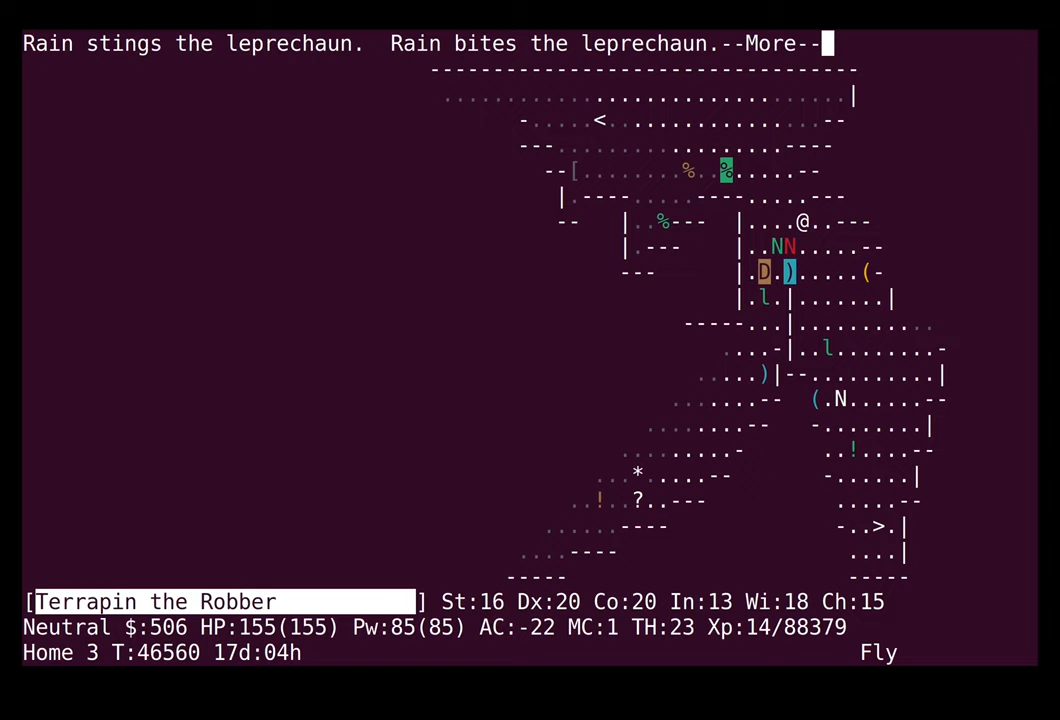 Rain stings the leprechaun.  Rain bites the leprechaun.--More--
---------------------------------
................................|
-.....<................--
---.....................----
--[........%..%.....--
|.----.....----.....---
--    |..%---  |....@..---
|.---    |..NN.....--
---      |.D.).....(-
|.l.|.......|
-----...|...........
....-|..l........-
.....)|--..........|
.......--  (.N......--
........--   -........|
.........-      ..!....--
...*.....--       -......|
..!..?..---         .....--
......----             -..>.|
....----                  ....|
-----                      -----
[Terrapin the Robber           ] St:16 Dx:20 Co:20 In:13 Wi:18 Ch:15
Neutral $:506 HP:155(155) Pw:85(85) AC:-22 MC:1 TH:23 Xp:14/88379
Home 3 T:46560 17d:04h                                             Fly